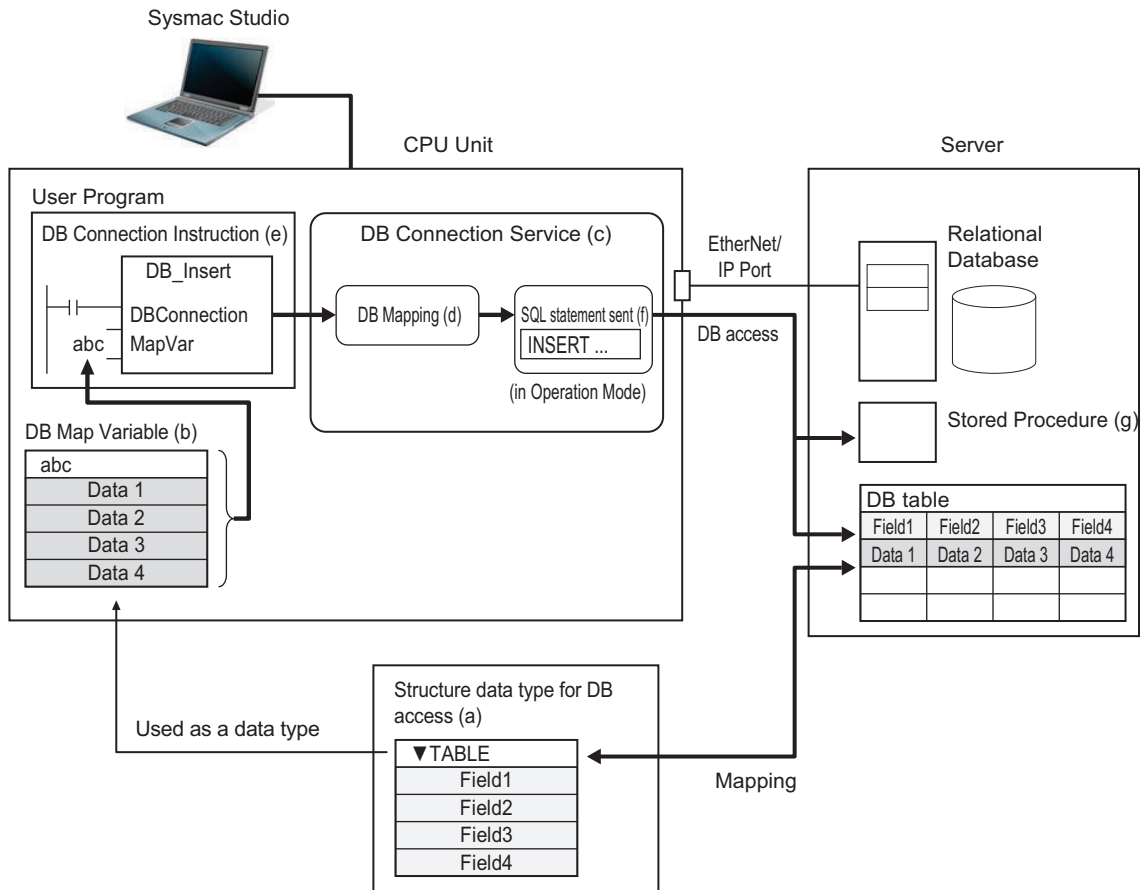 Sysmac Studio
CPU Unit
Server
User Program
DB Connection Instruction (e)
DB_Insert
DBConnection
abc
MapVar
DB Connection Service (c)
DB Mapping (d)
SQL statement sent (f)
INSERT ...
(in Operation Mode)
EtherNet/
IP Port
DB access
Relational
Database
Stored Procedure (g)
DB Map Variable (b)
abc
Data 1
Data 2
Data 3
Data 4
DB table
Field1 Field2 Field3 Field4
Data 1 Data 2 Data 3 Data 4
Used as a data type
Structure data type for DB
access (a)
▼TABLE
Field1
Field2
Field3
Field4
Mapping